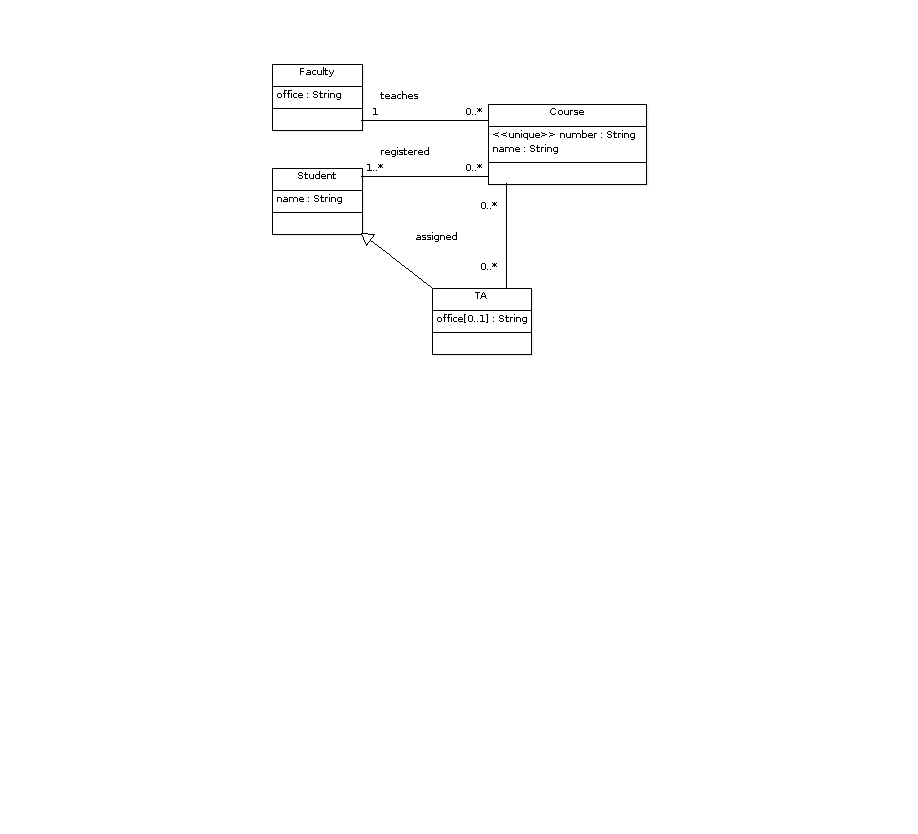 Faculty
office : String
teaches
1
0..*
Course
<<unique>> number : String
name : String
registered
1..*
0..*
Student
name : String
0..*
assigned
0..*
TA
office[0..1] : String